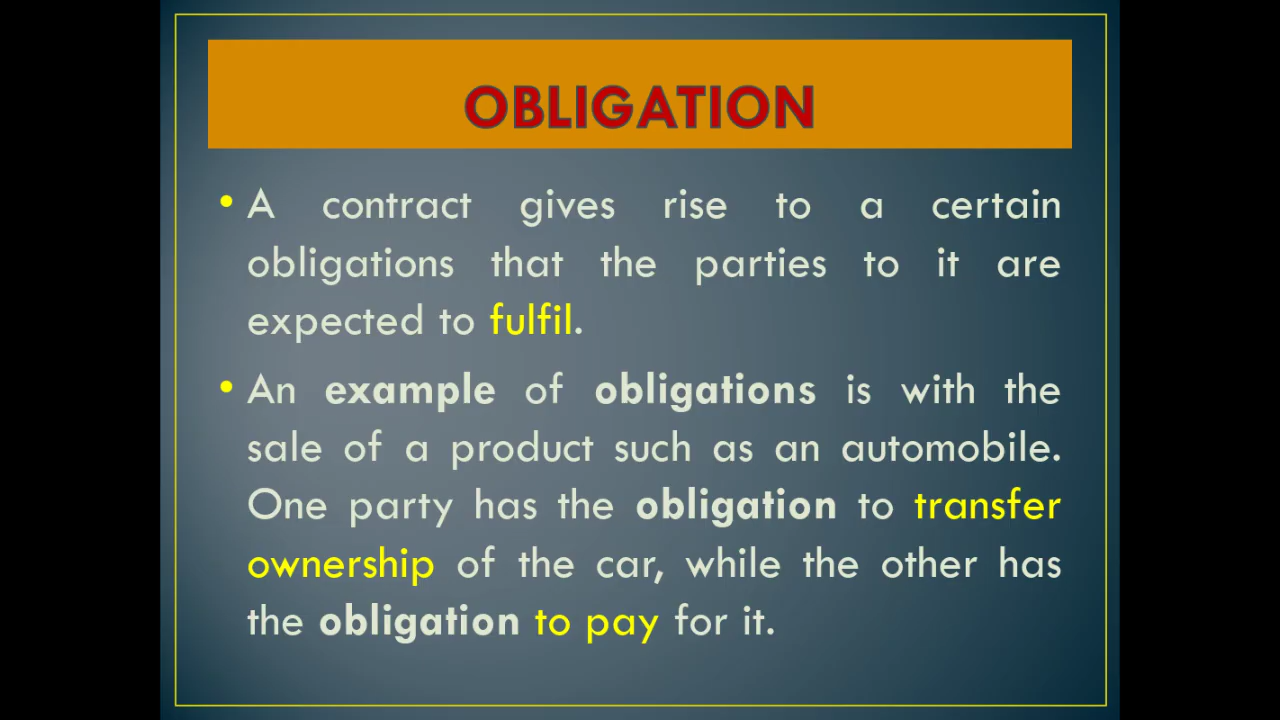 OBLIGATION
• A contract gives rise to a certain
obligations that the parties to it are
expected to fulfil.
• An example of obligations is with the
sale of a product such as an automobile.
One party has the obligation to transfer
ownership of the car, while the other has
the obligation to pay for it.